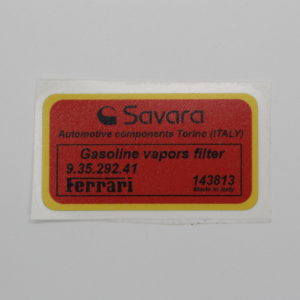 Savara
Automotive components Torino (ITALY)
Gasoline vapors filter
9.35.292.41
Ferrari 143813
Made in Italy